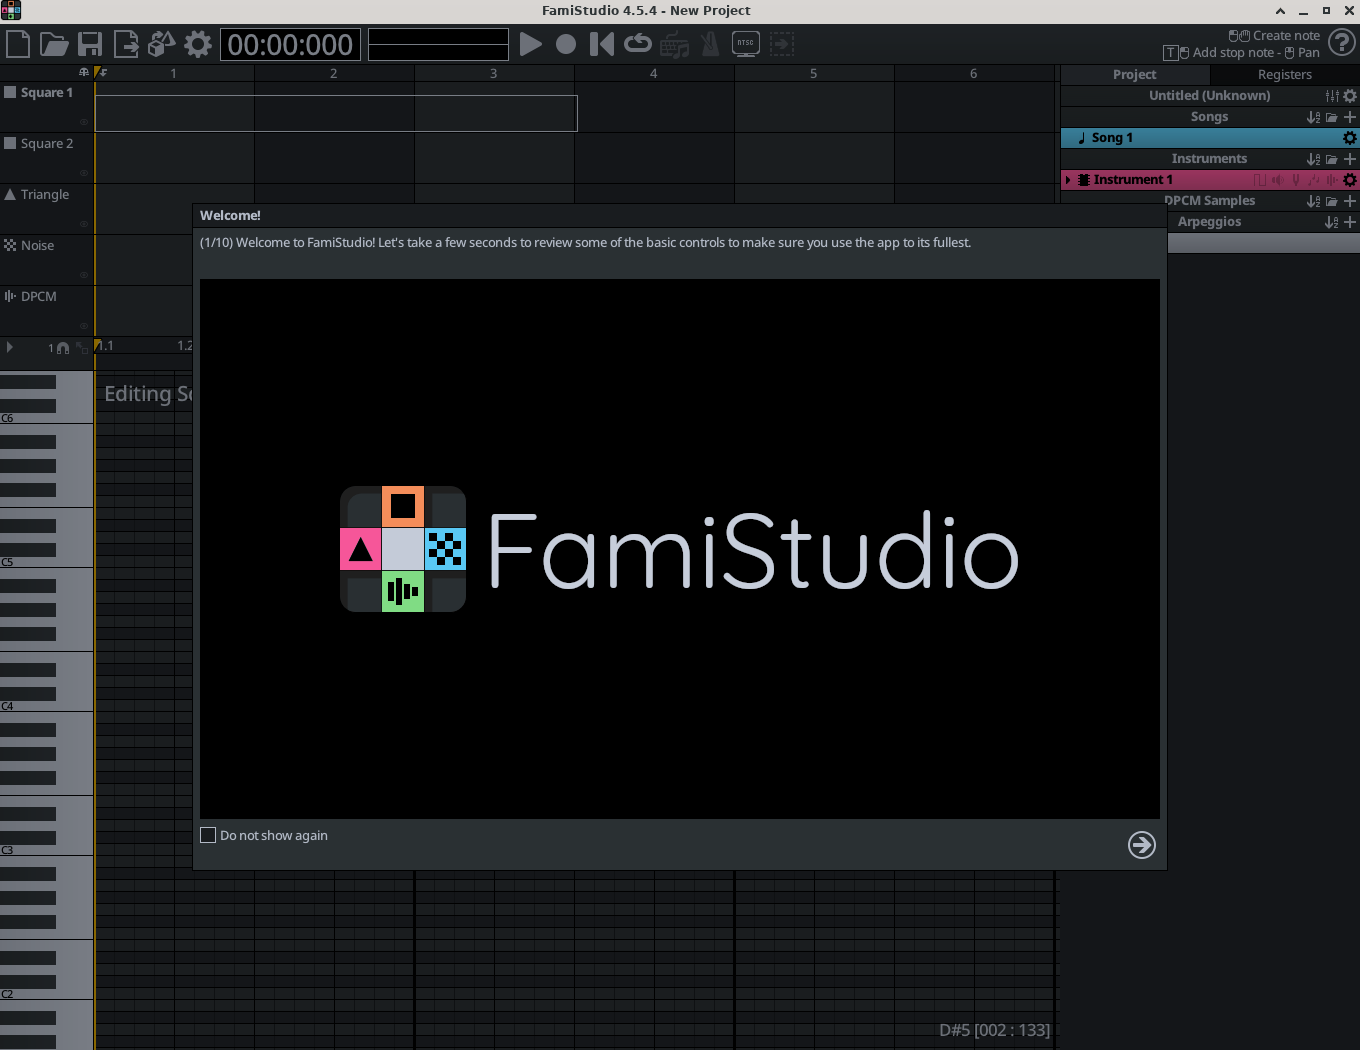 FamiStudio 4.5.4 - New Project
00:00:000
NTSC
Create note
T Add stop note - Pan
?
1 2 3 4 5 6
Project Registers
Square 1
Untitled (Unknown)
Songs
Song 1
Square 2
Instruments
Instrument 1
Triangle
DPCM Samples
Arpeggios
Noise
DPCM
Welcome!
(1/10) Welcome to FamiStudio! Let's take a few seconds to review some of the basic controls to make sure you use the app to its fullest.
1 1.1 1.2
Editing So
C6
FamiStudio
C5
C4
C3
Do not show again
C2
D#5 [002 : 133]